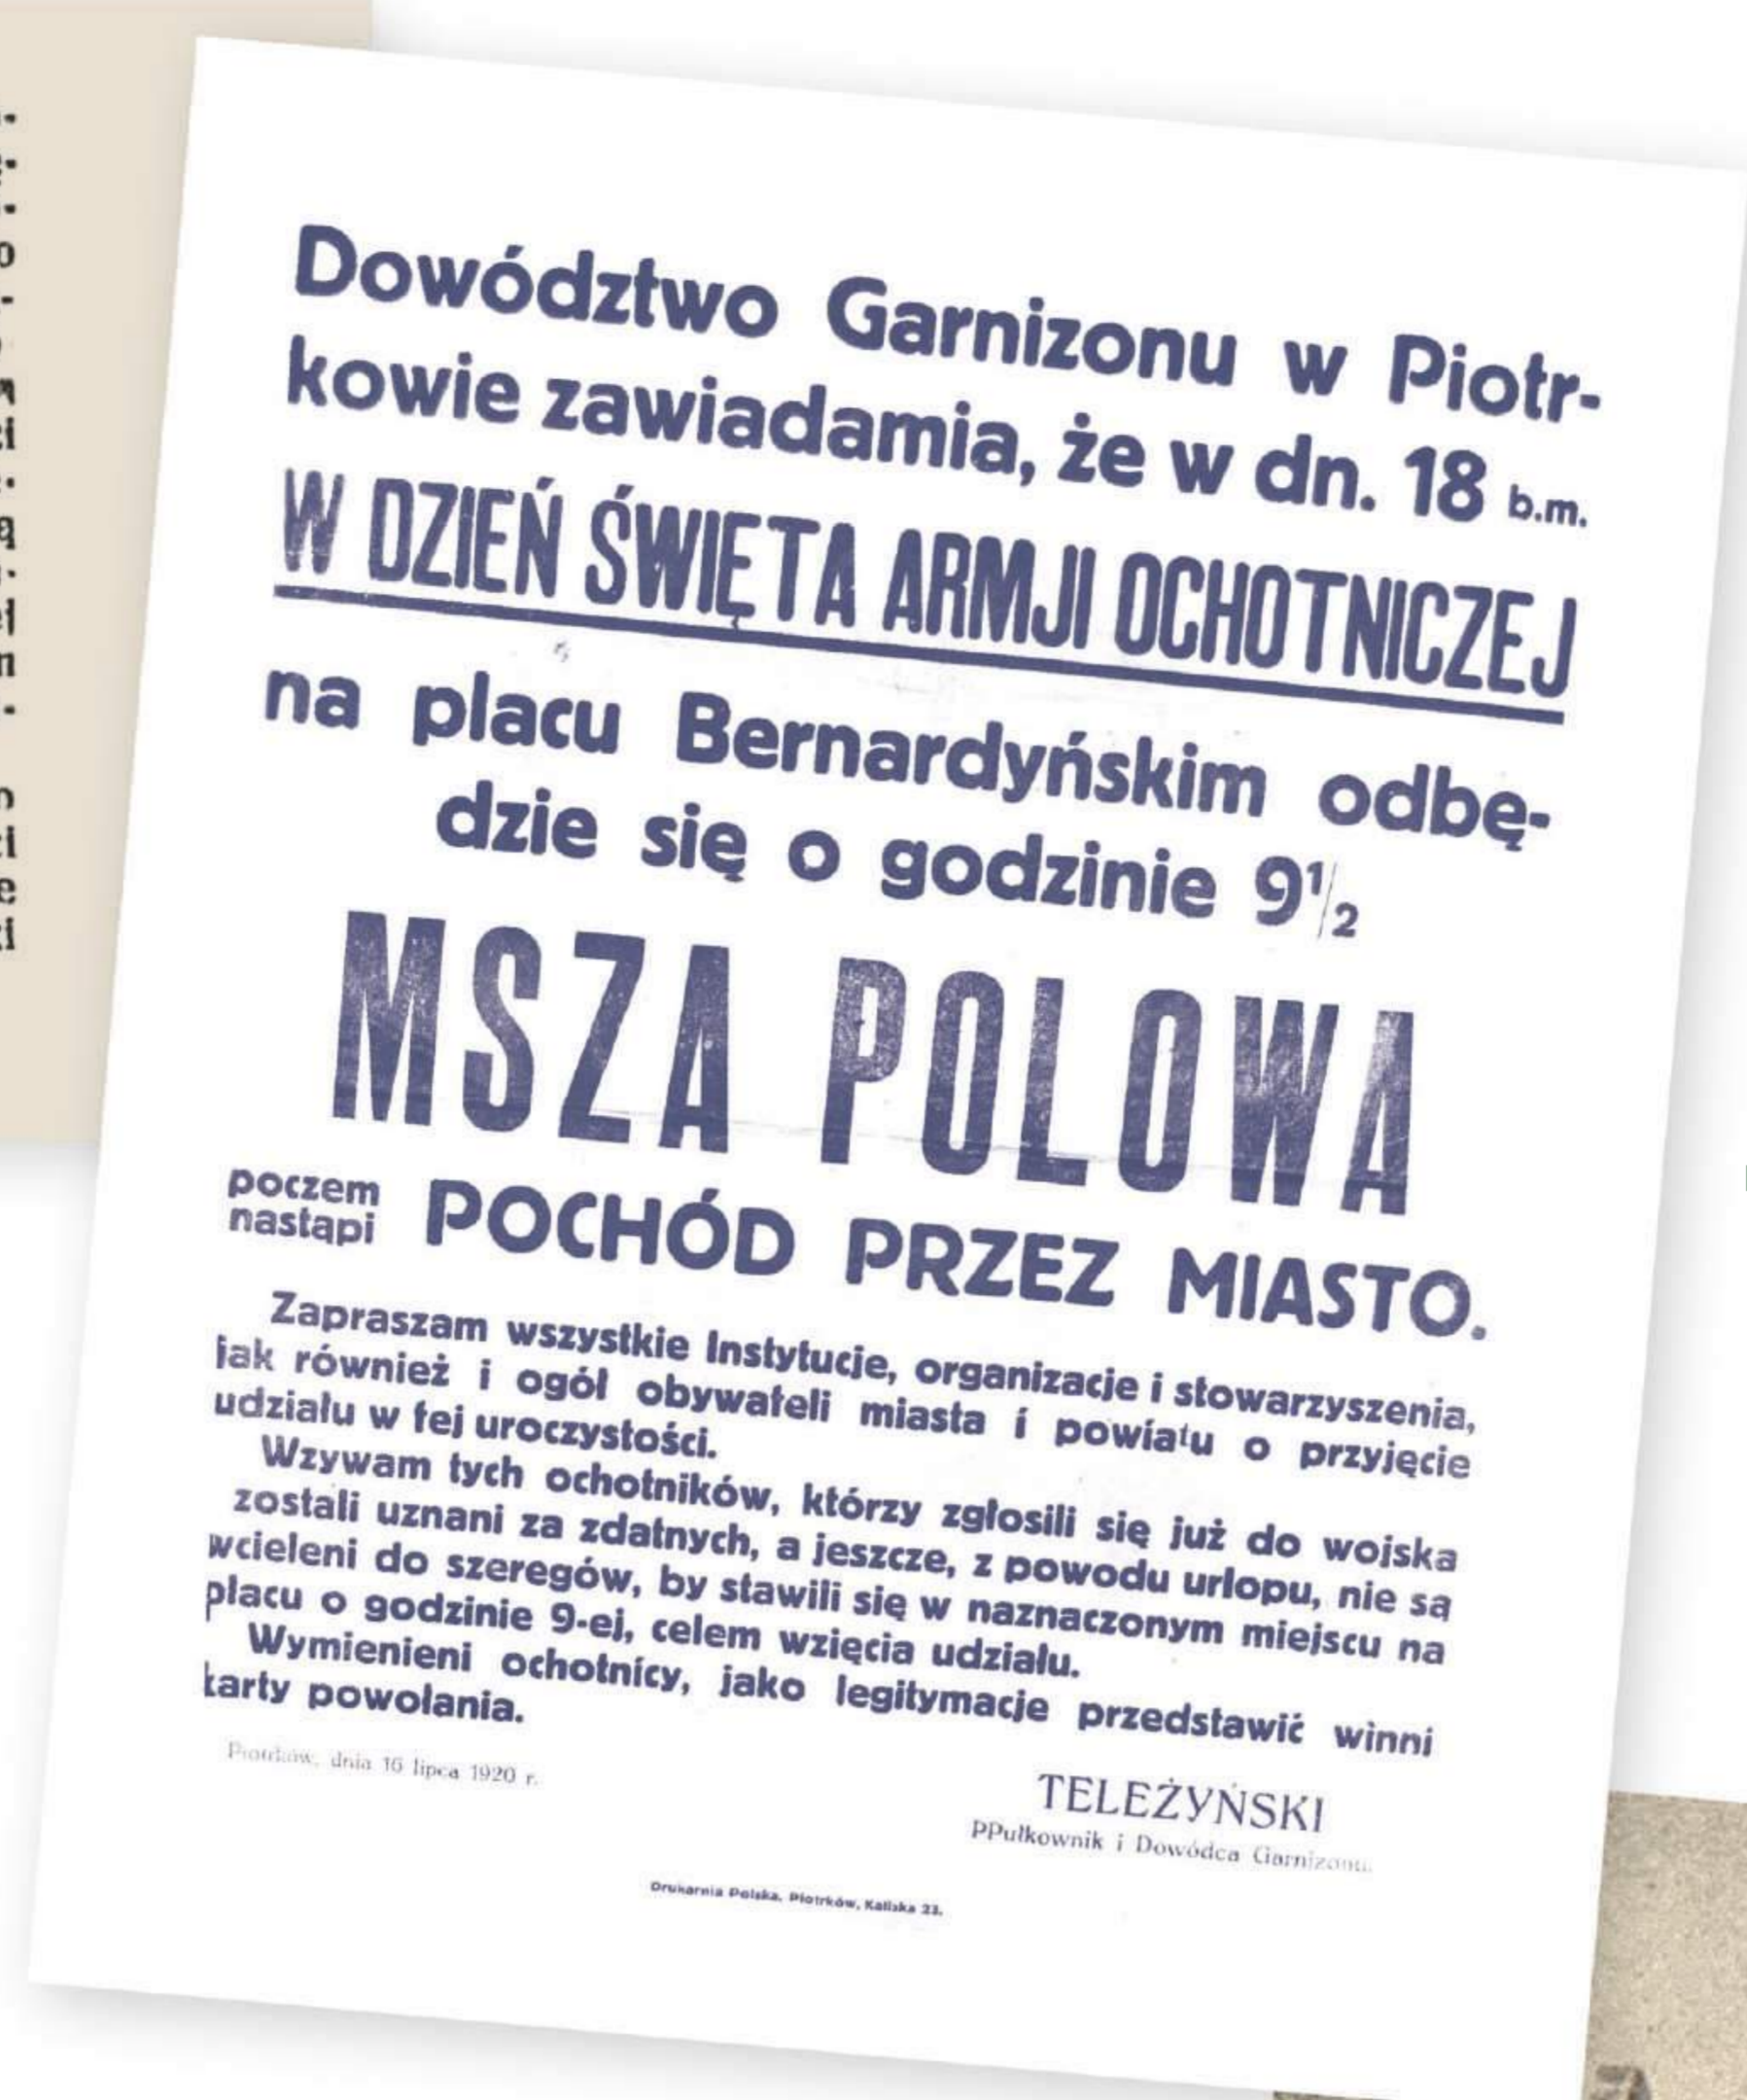 Dowództwo Garnizonu w Piotr-
kowie zawiadamia, że w dn. 18 b.m.
W DZIEŃ ŚWIĘTA ARMJI OCHOTNICZEJ
na placu Bernardyńskim odbę-
dzie się o godzinie 9 1/2
MSZA POLOWA
poczem
nastąpi
POCHÓD PRZEZ MIASTO.
Zapraszam wszystkie Instytucje, organizacje i stowarzyszenia,
jak również i ogół obywateli miasta i powiatu o przyjęcie
udziału w tej uroczystości.
Wzywam tych ochotników, którzy zgłosili się już do wojska
zostali uznani za zdatnych, a jeszcze, z powodu urlopu, nie są
wcieleni do szeregów, by stawili się w naznaczonym miejscu na
placu o godzinie 9-ej, celem wzięcia udziału.
Wymienieni ochotnicy, jako legitymacje przedstawić winni
karty powołania.
Piotrków, dnia 16 lipca 1920 r.
TELEŻYŃSKI
PPułkownik i Dowódca Garnizonu.
Drukarnia Polska, Piotrków, Kaliska 23.